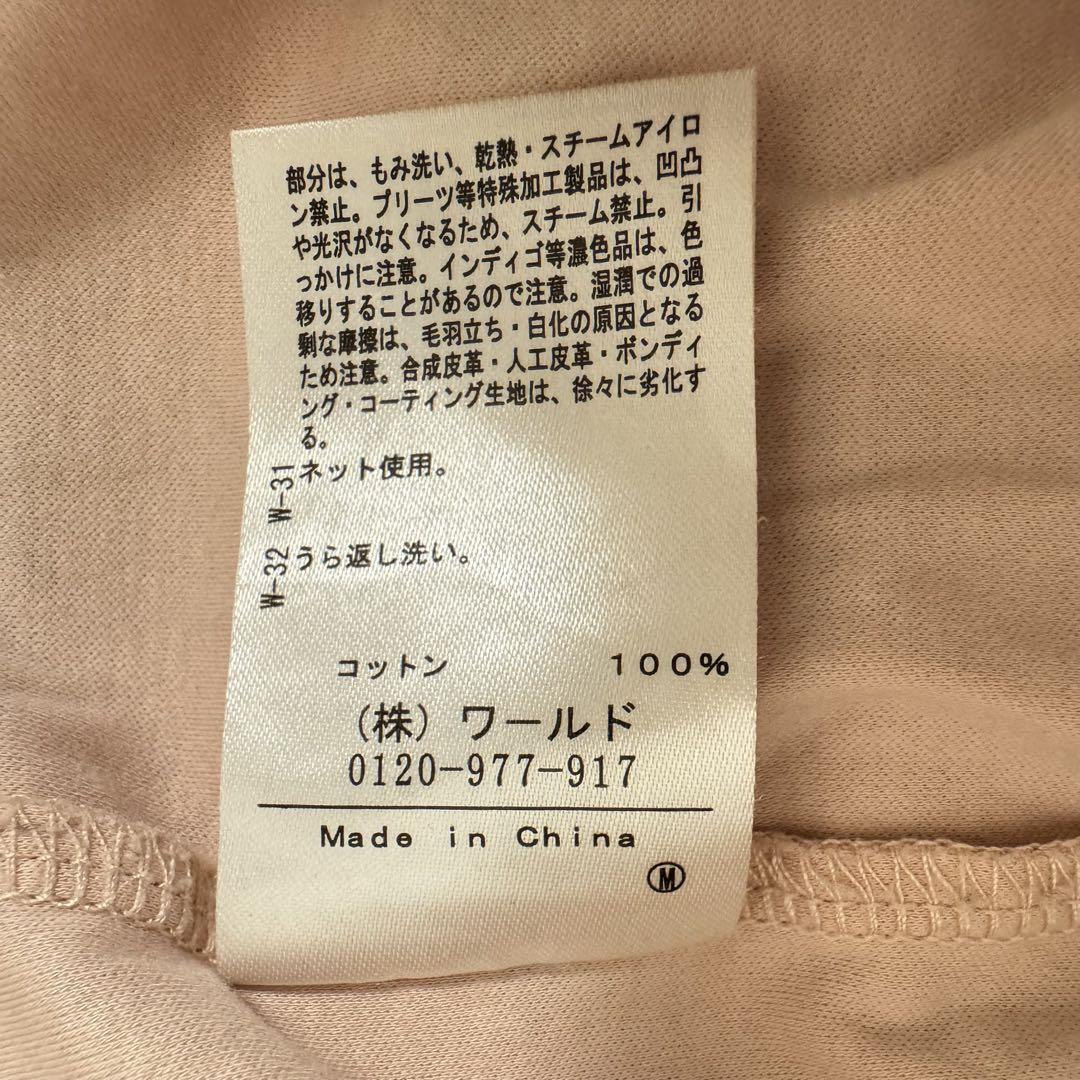 部分は、もみ洗い、乾熱・スチームアイロ
ン禁止。プリーツ等特殊加工製品は、凹凸
や光沢がなくなるため、スチーム禁止。引
っかけに注意。インディゴ等濃色品は、色
移りすることがあるので注意。湿潤での過
剰な摩擦は、毛羽立ち・白化の原因となる
ため注意。合成皮革・人工皮革・ボンディ
ング・コーティング生地は、徐々に劣化す
る。
W-31 ネット使用。
W-32 うら返し洗い。
コットン 100%
(株)ワールド
0120-977-917
Made in China
M